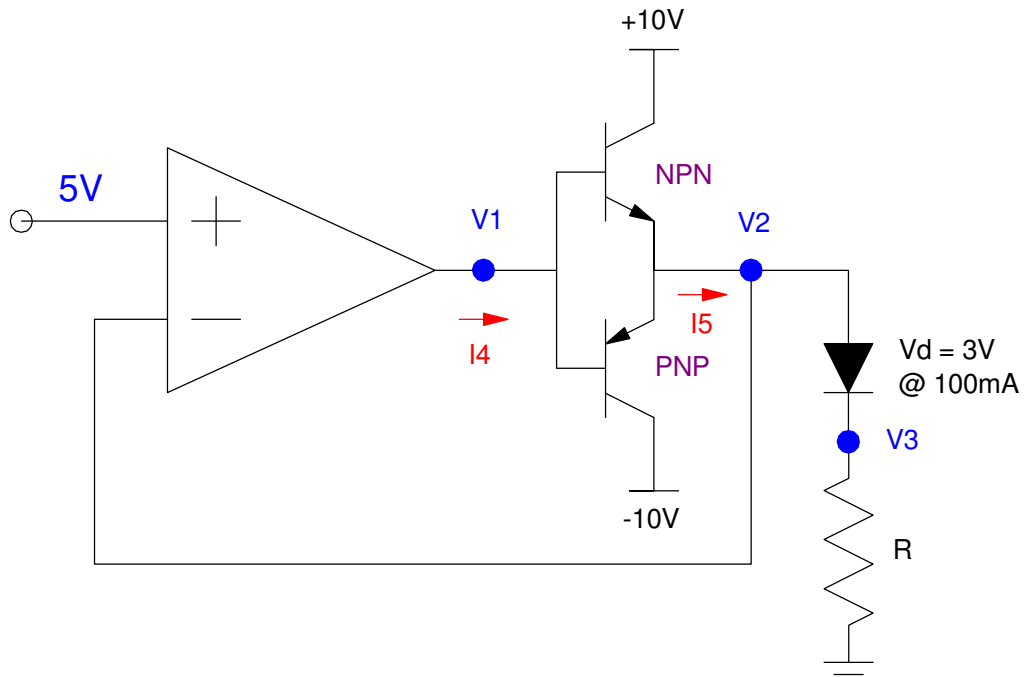 +10V
5V
NPN
V1
V2
I4
I5
PNP
Vd = 3V
@ 100mA
V3
-10V
R